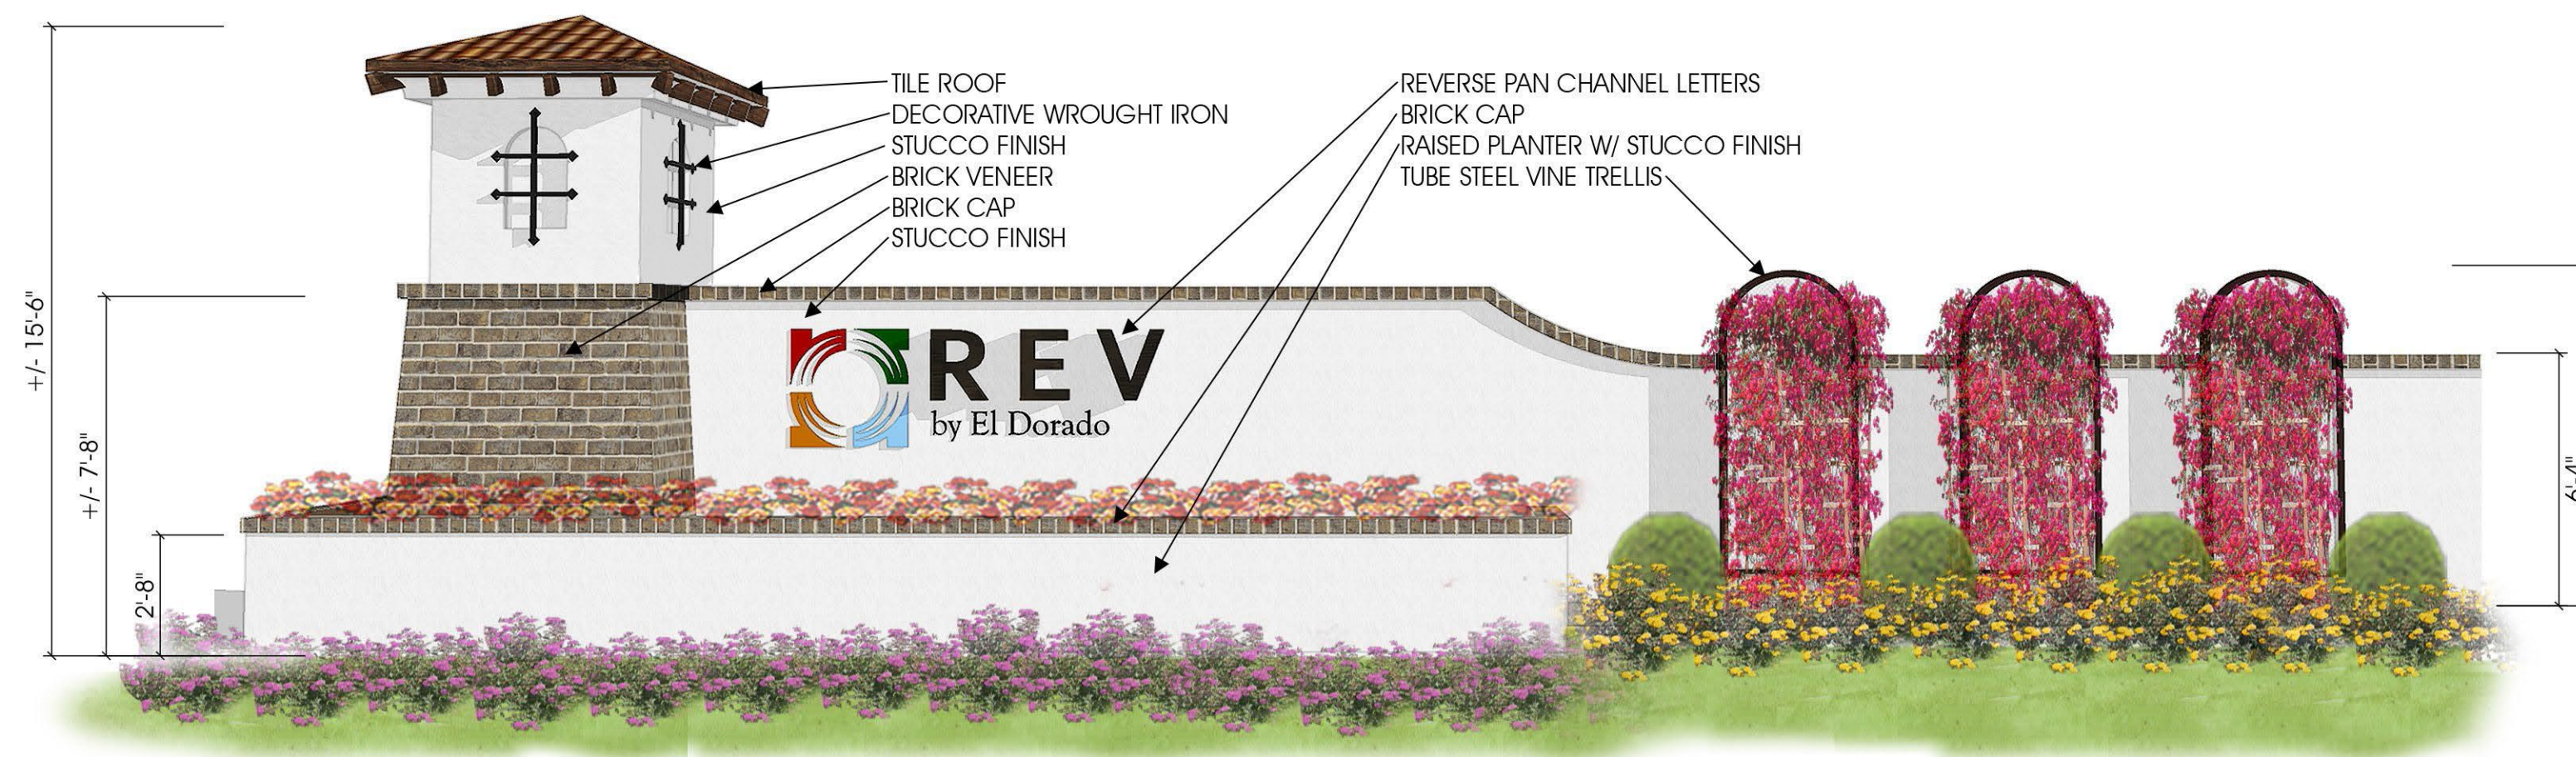 TILE ROOF
DECORATIVE WROUGHT IRON
STUCCO FINISH
BRICK VENEER
BRICK CAP
STUCCO FINISH
REVERSE PAN CHANNEL LETTERS
BRICK CAP
RAISED PLANTER W/ STUCCO FINISH
TUBE STEEL VINE TRELLIS
+/- 15'-6"
+/- 7'-8"
2'-8"
REV
by El Dorado